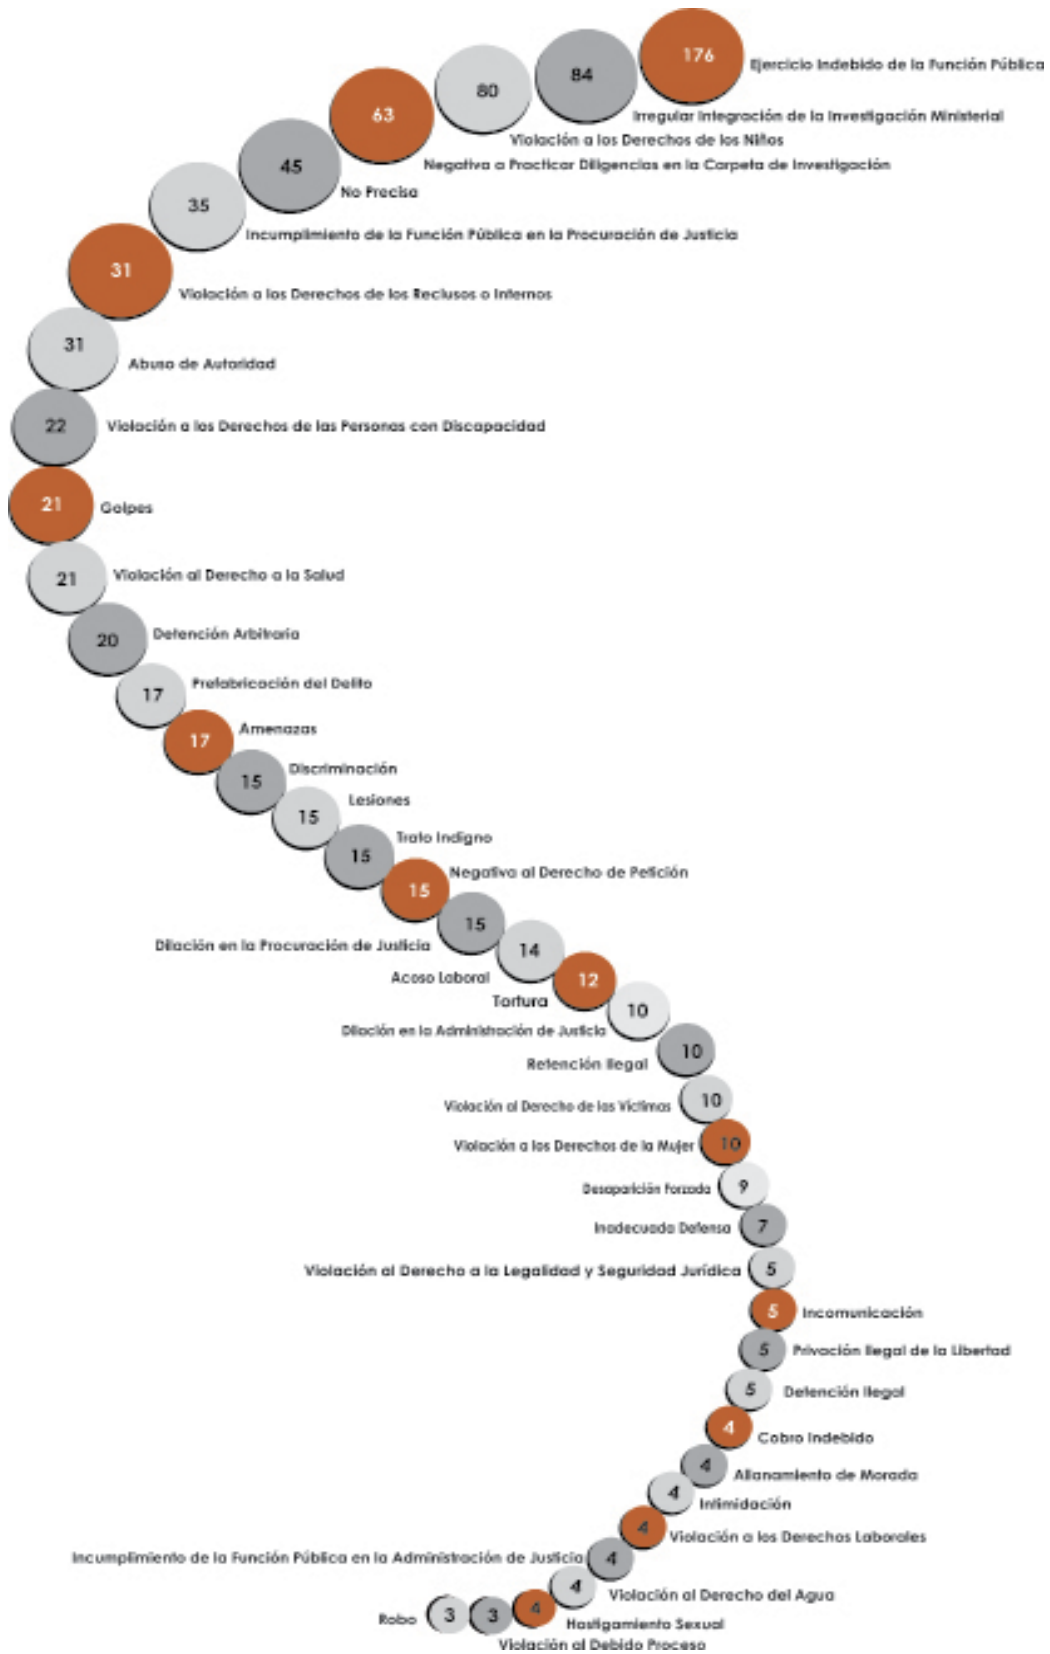 176 Ejercicio Indebido de la Función Pública
84 Irregular Integración de la Investigación Ministerial
80 Violación a los Derechos de los Niños
63 Negativa a Practicar Diligencias en la Carpeta de Investigación
45 No Precisa
35 Incumplimiento de la Función Pública en la Procuración de Justicia
31 Violación a los Derechos de los Reclusos o Internos
31 Abuso de Autoridad
22 Violación a los Derechos de las Personas con Discapacidad
21 Golpes
21 Violación al Derecho a la Salud
20 Detención Arbitraria
17 Prefabricación del Delito
17 Amenazas
15 Discriminación
15 Lesiones
15 Trato Indigno
15 Negativa al Derecho de Petición
Dilación en la Procuración de Justicia 15
Acoso Laboral 14
Tortura 12
Dilación en la Administración de Justicia 10
Retención Ilegal 10
Violación al Derecho de las Víctimas 10
Violación a los Derechos de la Mujer 10
Desaparición Forzada 9
Inadecuada Defensa 7
Violación al Derecho a la Legalidad y Seguridad Jurídica 5
5 Incomunicación
5 Privación Ilegal de la Libertad
5 Detención Ilegal
4 Cobro Indebido
4 Allanamiento de Morada
4 Intimidación
4 Violación a los Derechos Laborales
Incumplimiento de la Función Pública en la Administración de Justicia 4
4 Violación al Derecho del Agua
4 Hostigamiento Sexual
3 Violación al Debido Proceso
Robo 3